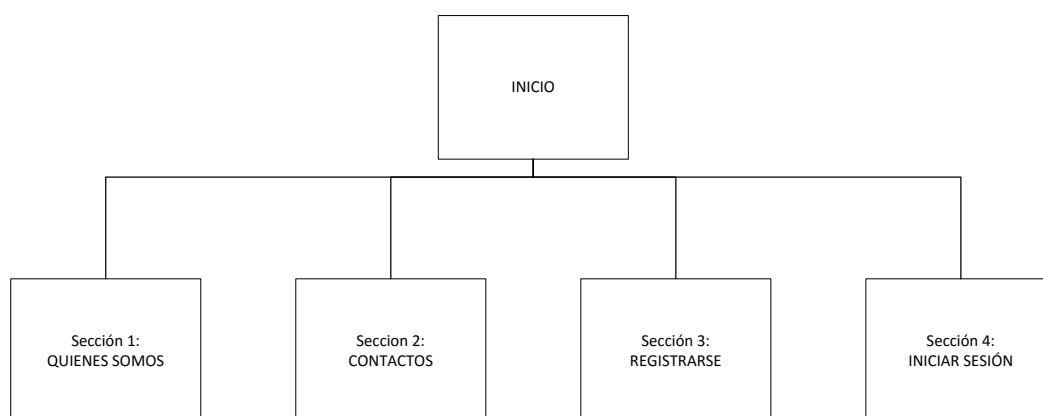 INICIO
Sección 1:
QUIENES SOMOS
Seccion 2:
CONTACTOS
Sección 3:
REGISTRARSE
Sección 4:
INICIAR SESIÓN